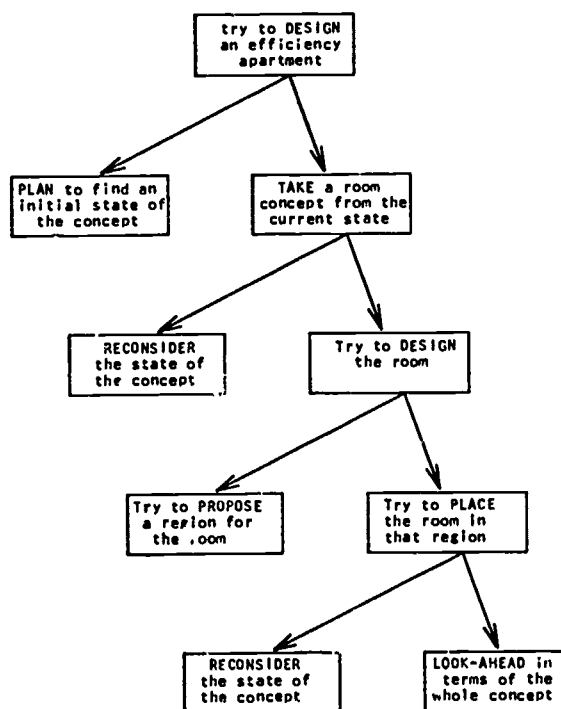 try to DESIGN
an efficiency
apartment
PLAN to find an
initial state of
the concept
TAKE a room
concept from the
current state
RECONSIDER
the state of
the concept
Try to DESIGN
the room
Try to PROPOSE
a region for
the .oom
Try to PLACE
the room in
that region
RECONSIDER
the state of
the concept
LOOK-AHEAD in
terms of the
whole concept